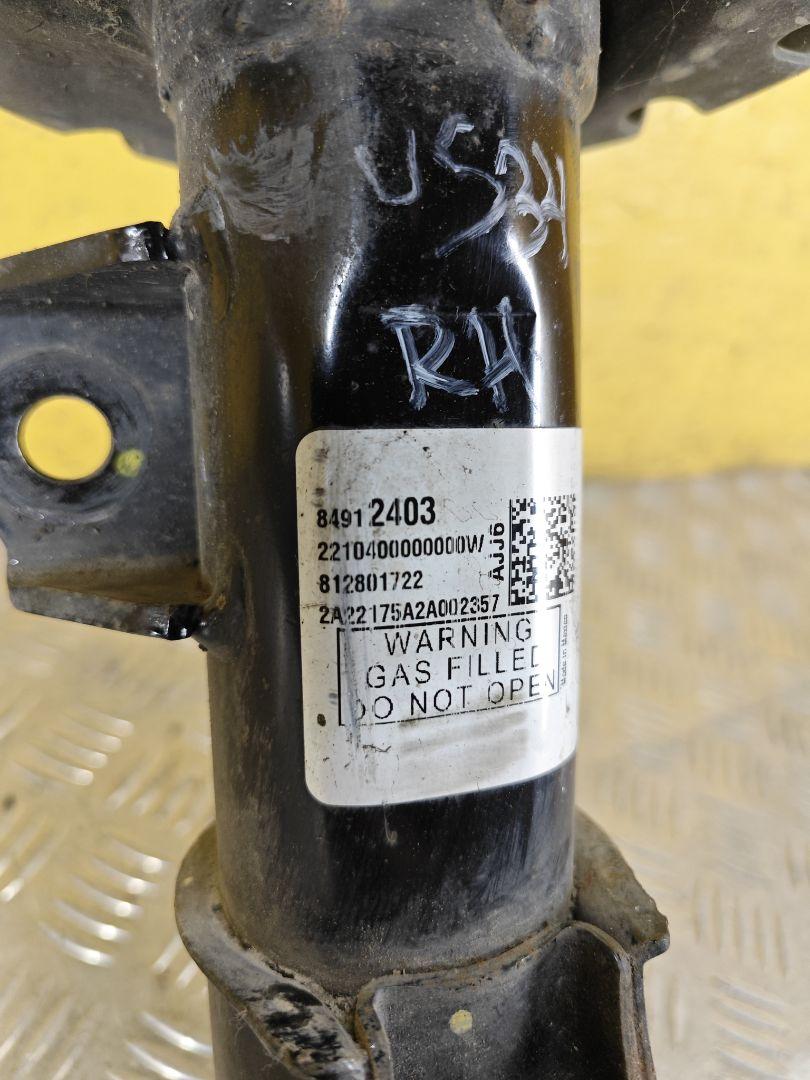 US34
RH
84912403
2210400000000W
AJJ6
812801722
2A22175A2A002357
WARNING
GAS FILLED
DO NOT OPEN
Made in Mexico